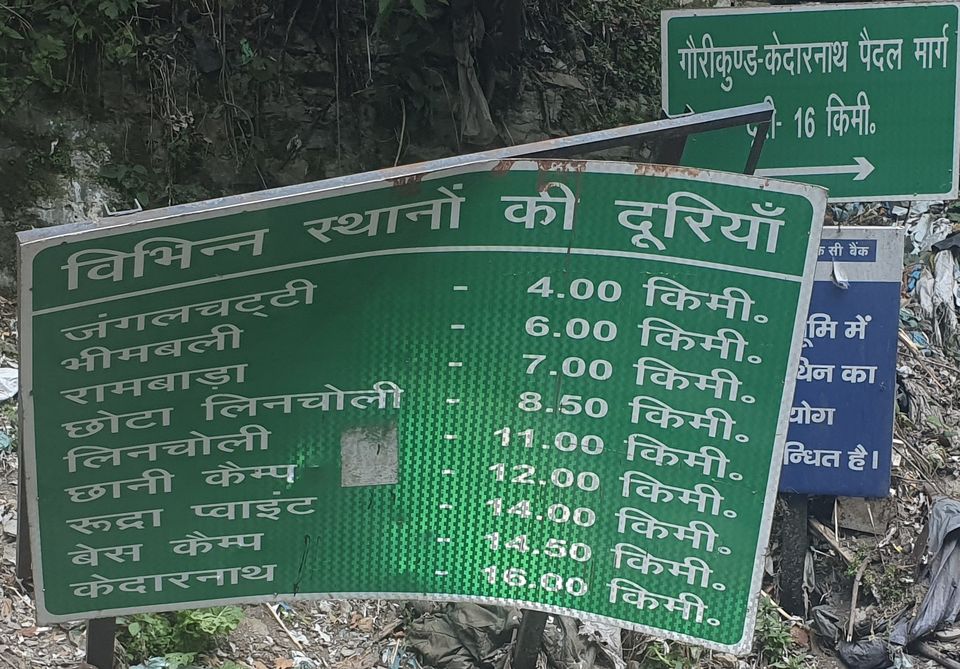 गौरीकुण्ड-केदारनाथ पैदल मार्ग
- 16 किमी॰
विभिन्न स्थानों की दूरियाँ
जंगलचट्टी - 4.00 किमी॰
भीमबली - 6.00 किमी॰
रामबाड़ा - 7.00 किमी॰
छोटा लिनचोली - 8.50 किमी॰
लिनचोली - 11.00 किमी॰
छानी कैम्प - 12.00 किमी॰
रूद्रा प्वाइंट - 14.00 किमी॰
बेस कैम्प - 14.50 किमी॰
केदारनाथ - 16.00 किमी॰
सी बैंक
में
का
है।